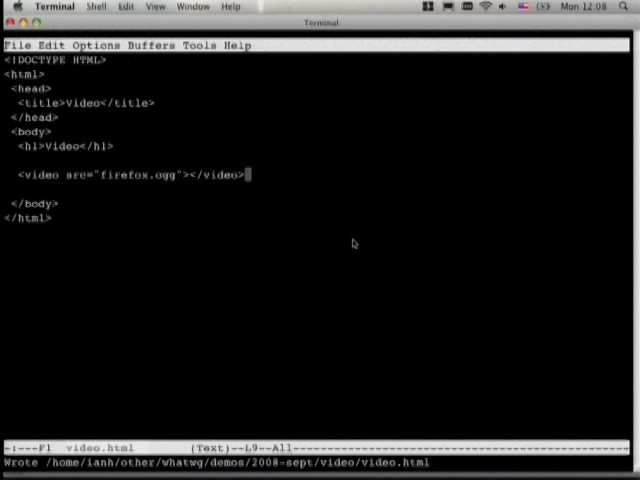 Terminal Shell Edit View Window Help Mon 12:08
Terminal
File Edit Options Buffers Tools Help
<!DOCTYPE HTML>
<html>
<head>
<title>Video</title>
</head>
<body>
<h1>Video</h1>
<video src="firefox.ogg"></video>
</body>
</html>
-:---F1 video.html (Text)--L9--All----------------------------------------------------
Wrote /home/ianh/other/whatwg/demos/2008-sept/video/video.html